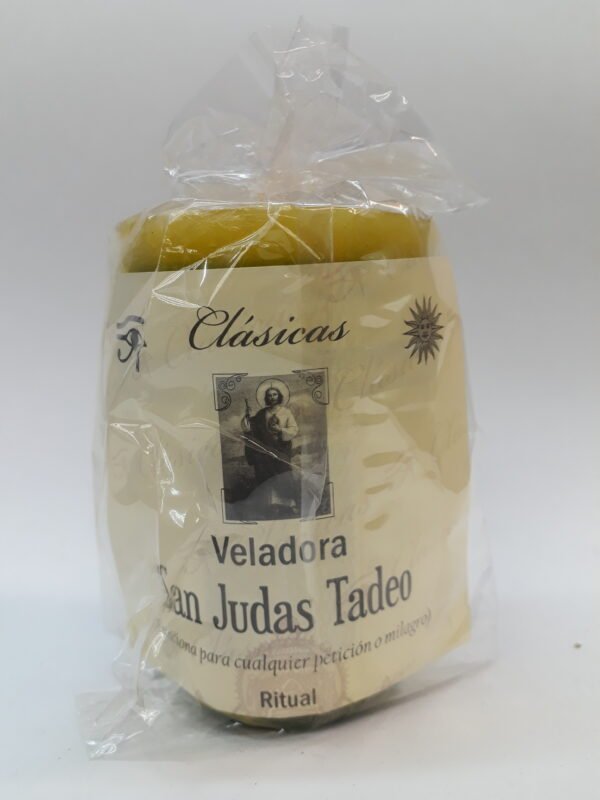 Clásicas
Veladora
San Judas Tadeo
para cualquier petición o milagro)
Ritual